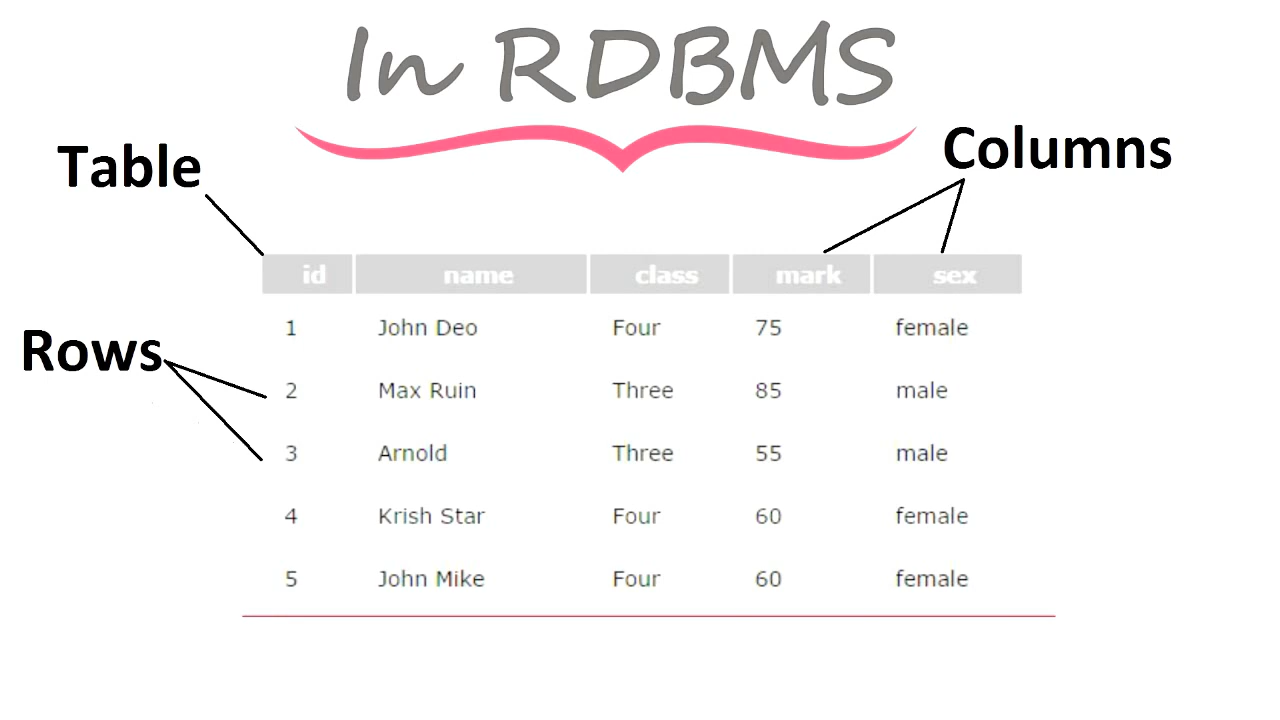 In RDBMS
Table
Columns
id name class mark sex
1 John Deo Four 75 female
Rows
2 Max Ruin Three 85 male
3 Arnold Three 55 male
4 Krish Star Four 60 female
5 John Mike Four 60 female